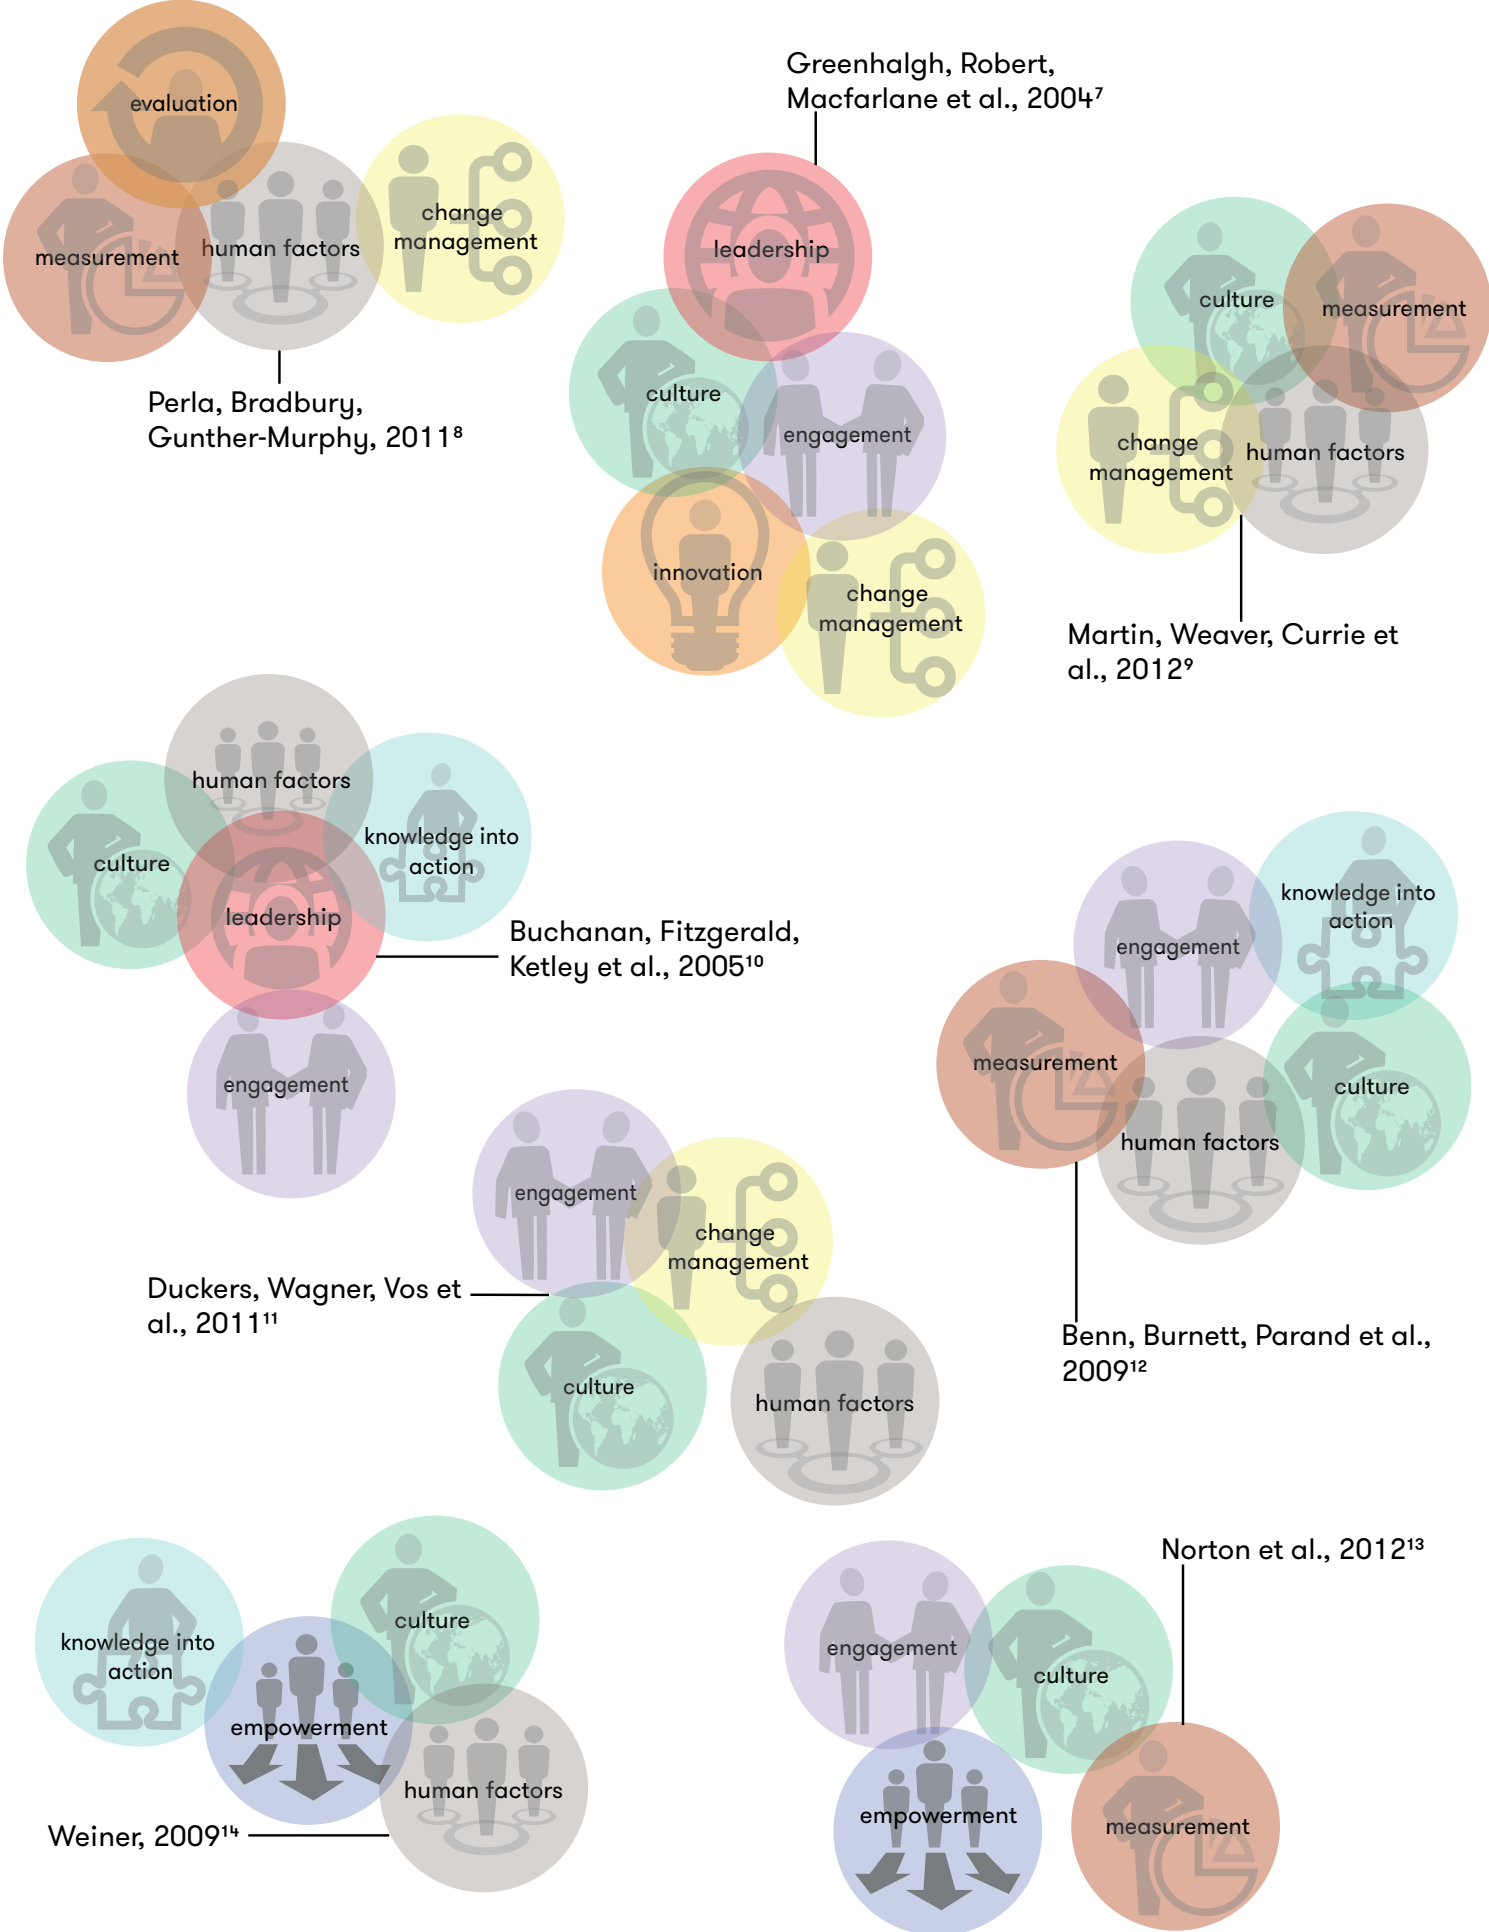 evaluation
measurement
human factors
change
management
Perla, Bradbury,
Gunther-Murphy, 2011⁸
Greenhalgh, Robert,
Macfarlane et al., 2004⁷
leadership
culture
engagement
innovation
change
management
culture
measurement
change
management
human factors
Martin, Weaver, Currie et
al., 2012⁹
human factors
culture
knowledge into
action
leadership
engagement
Buchanan, Fitzgerald,
Ketley et al., 2005¹⁰
knowledge into
action
engagement
measurement
culture
human factors
Benn, Burnett, Parand et al.,
2009¹²
engagement
change
management
culture
human factors
Duckers, Wagner, Vos et
al., 2011¹¹
culture
knowledge into
action
empowerment
human factors
Weiner, 2009¹⁴
Norton et al., 2012¹³
engagement
culture
empowerment
measurement